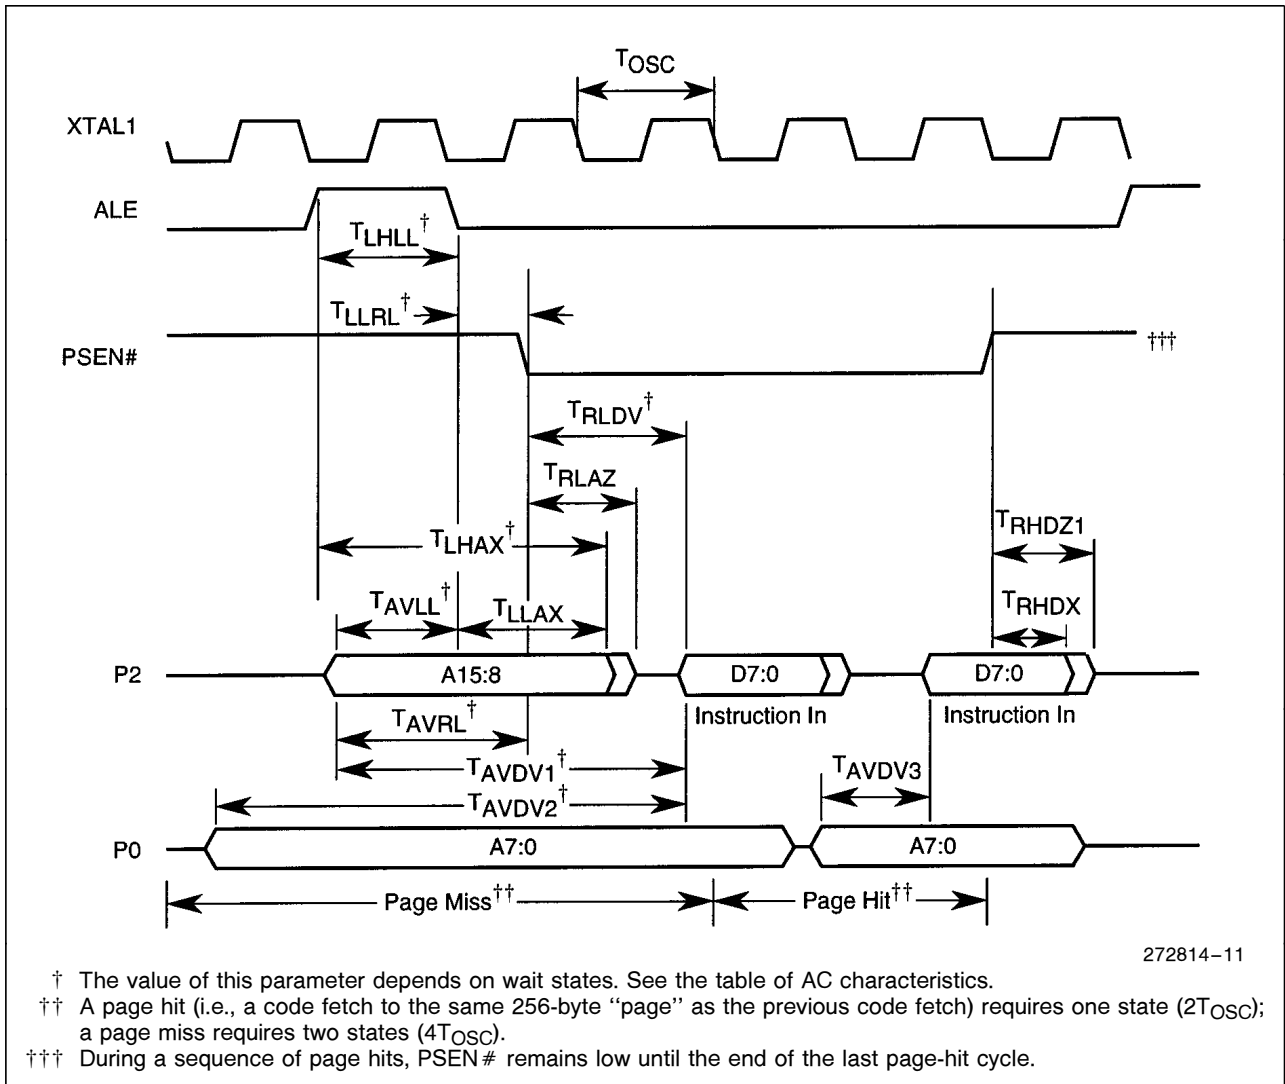 TOSC
XTAL1
ALE
TLHLL†
TLLRL†
PSEN#
†††
TRLDV†
TRLAZ
TLHAX†
TRHDZ1
TAVLL†
TLLAX
TRHDX
P2
A15:8
D7:0
D7:0
Instruction In
Instruction In
TAVRL†
TAVDV1†
TAVDV3
TAVDV2†
P0
A7:0
A7:0
Page Miss††
Page Hit††
272814–11
† The value of this parameter depends on wait states. See the table of AC characteristics.
†† A page hit (i.e., a code fetch to the same 256-byte ‘‘page’’ as the previous code fetch) requires one state (2TOSC);
a page miss requires two states (4TOSC).
††† During a sequence of page hits, PSEN# remains low until the end of the last page-hit cycle.